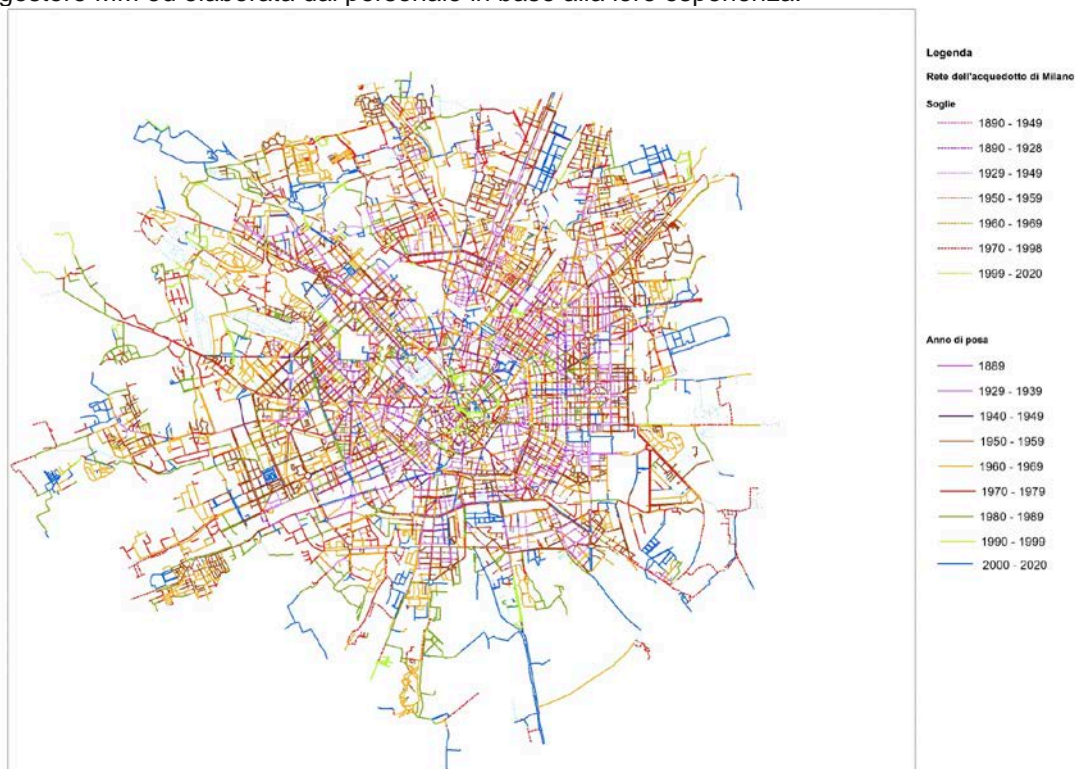 gestore MM ed elaborata dal personale in base alla loro esperienza.
Legenda
Rete dell'acquedotto di Milano
Soglie
1890 - 1949
1890 - 1928
1929 - 1949
1950 - 1959
1960 - 1969
1970 - 1998
1999 - 2020
Anno di posa
1889
1929 - 1939
1940 - 1949
1950 - 1959
1960 - 1969
1970 - 1979
1980 - 1989
1990 - 1999
2000 - 2020